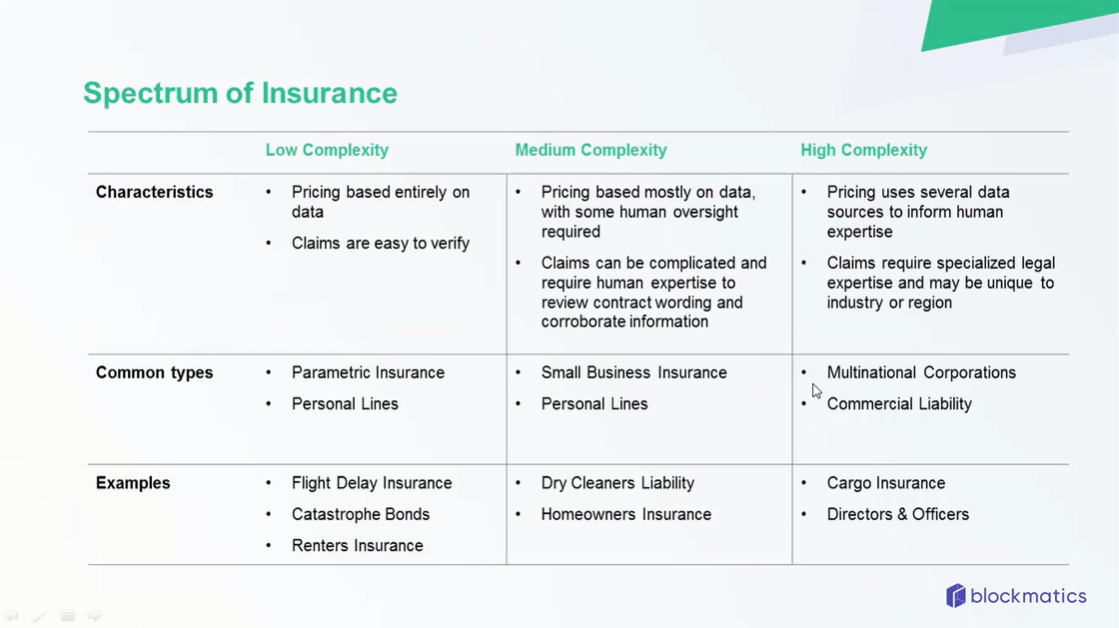 Spectrum of Insurance
Low Complexity
Medium Complexity
High Complexity
Characteristics
• Pricing based entirely on
data
• Claims are easy to verify
• Pricing based mostly on data,
with some human oversight
required
• Claims can be complicated and
require human expertise to
review contract wording and
corroborate information
• Pricing uses several data
sources to inform human
expertise
• Claims require specialized legal
expertise and may be unique to
industry or region
Common types
• Parametric Insurance
• Personal Lines
• Small Business Insurance
• Personal Lines
• Multinational Corporations
• Commercial Liability
Examples
• Flight Delay Insurance
• Catastrophe Bonds
• Renters Insurance
• Dry Cleaners Liability
• Homeowners Insurance
• Cargo Insurance
• Directors & Officers
blockmatics